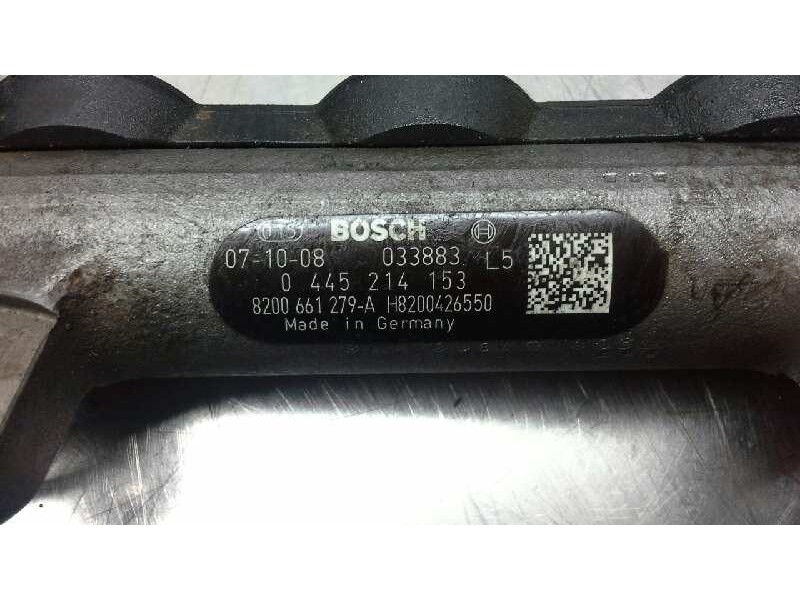 BOSCH
07-10-08 033883 L5
0 445 214 153
8200 661 279-A H8200426550
Made in Germany